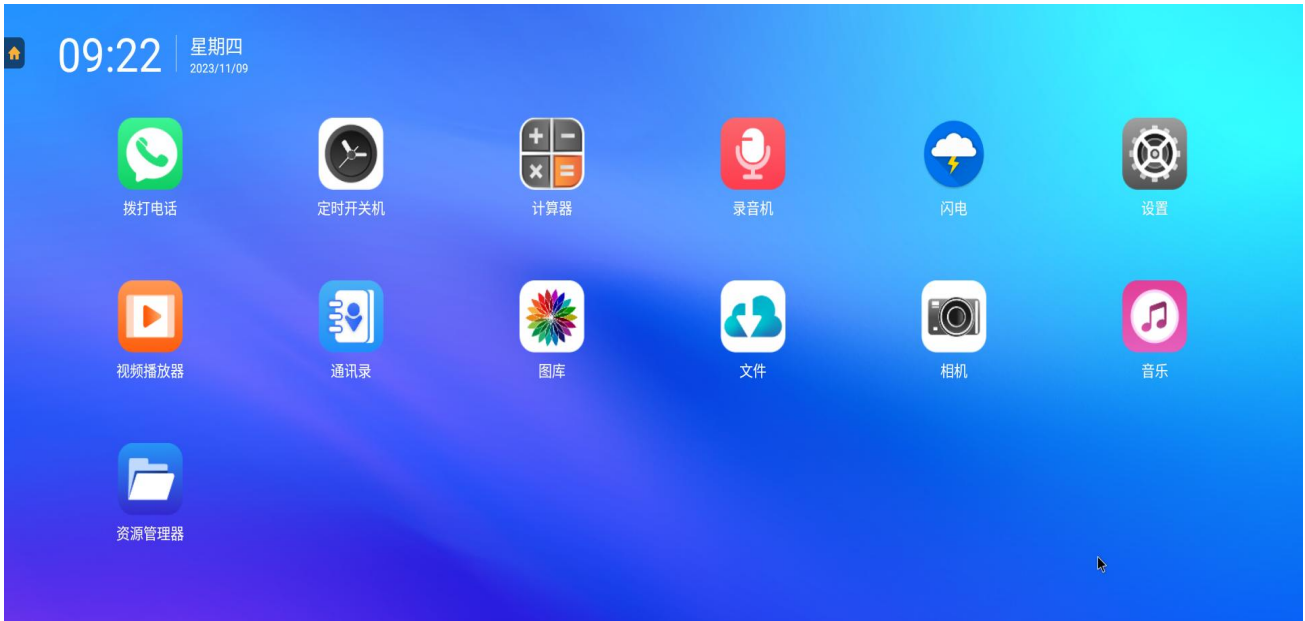 09:22
星期四
2023/11/09
拨打电话
定时开关机
计算器
录音机
闪电
设置
视频播放器
通讯录
图库
文件
相机
音乐
资源管理器